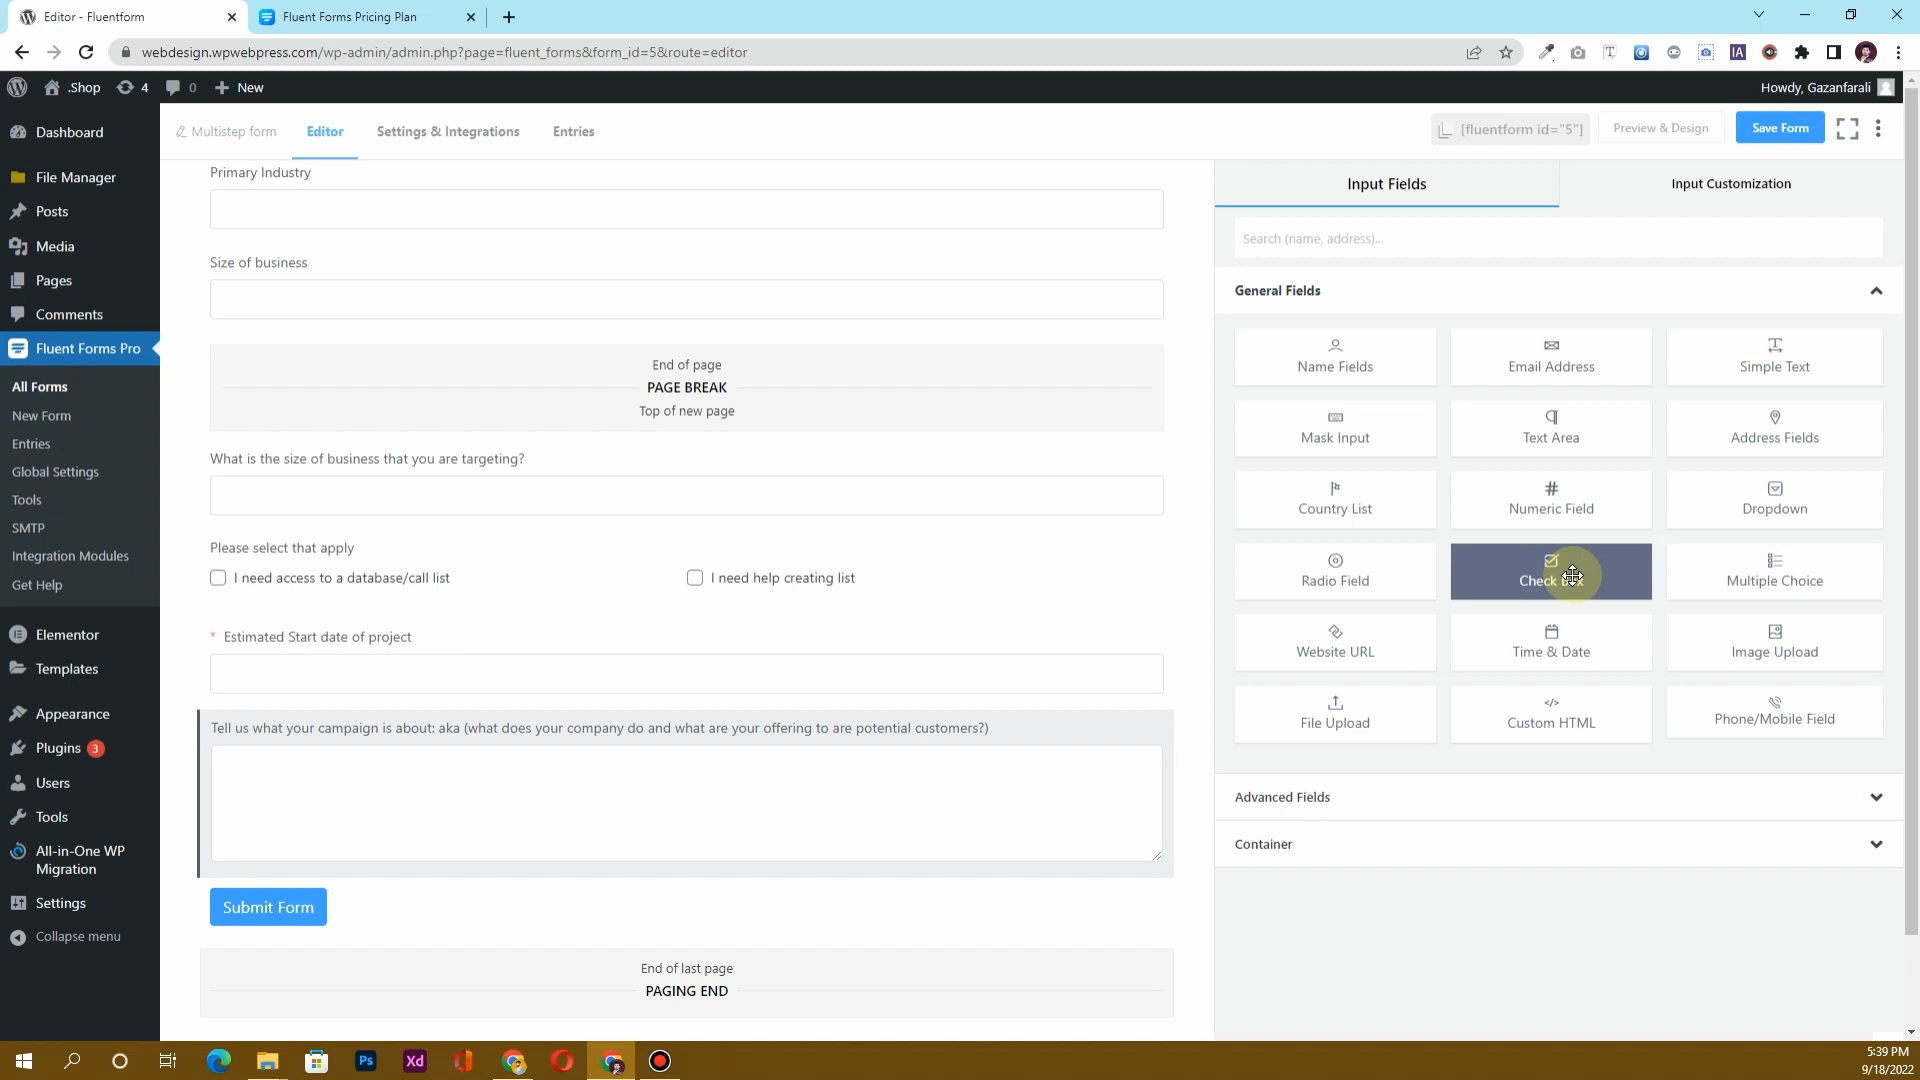 Editor - Fluentform
Fluent Forms Pricing Plan
webdesign.wpwebpress.com/wp-admin/admin.php?page=fluent_forms&form_id=5&route=editor
.Shop
4
0
New
Howdy, Gazanfarali
Dashboard
File Manager
Posts
Media
Pages
Comments
Fluent Forms Pro
All Forms
New Form
Entries
Global Settings
Tools
SMTP
Integration Modules
Get Help
Elementor
Templates
Appearance
Plugins 3
Users
Tools
All-in-One WP
Migration
Settings
Collapse menu
Multistep form
Editor
Settings & Integrations
Entries
[fluentform id="5"]
Preview & Design
Save Form
Primary Industry
Size of business
End of page
PAGE BREAK
Top of new page
What is the size of business that you are targeting?
Please select that apply
I need access to a database/call list
I need help creating list
* Estimated Start date of project
Tell us what your campaign is about: aka (what does your company do and what are your offering to are potential customers?)
Submit Form
End of last page
PAGING END
Input Fields
Input Customization
Search (name, address)...
General Fields
Name Fields
Email Address
Simple Text
Mask Input
Text Area
Address Fields
Country List
Numeric Field
Dropdown
Radio Field
Check
Multiple Choice
Website URL
Time & Date
Image Upload
File Upload
Custom HTML
Phone/Mobile Field
Advanced Fields
Container
IA
Ps
Xd
5:39 PM
9/18/2022